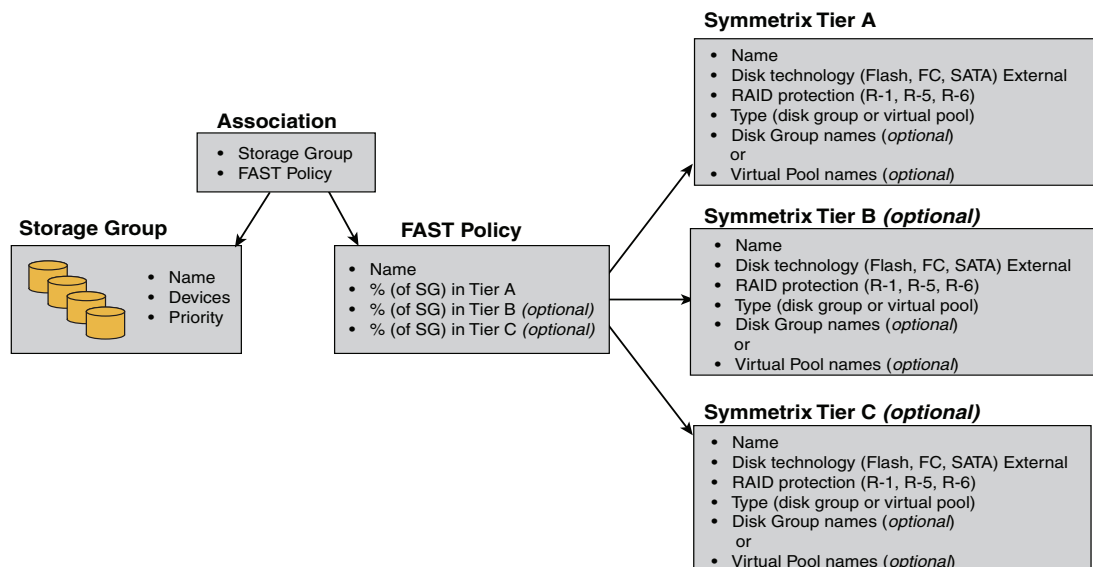 Association
• Storage Group
• FAST Policy
Storage Group
• Name
• Devices
• Priority
FAST Policy
• Name
• % (of SG) in Tier A
• % (of SG) in Tier B (optional)
• % (of SG) in Tier C (optional)
Symmetrix Tier A
• Name
• Disk technology (Flash, FC, SATA) External
• RAID protection (R-1, R-5, R-6)
• Type (disk group or virtual pool)
• Disk Group names (optional)
or
• Virtual Pool names (optional)
Symmetrix Tier B (optional)
• Name
• Disk technology (Flash, FC, SATA) External
• RAID protection (R-1, R-5, R-6)
• Type (disk group or virtual pool)
• Disk Group names (optional)
or
• Virtual Pool names (optional)
Symmetrix Tier C (optional)
• Name
• Disk technology (Flash, FC, SATA) External
• RAID protection (R-1, R-5, R-6)
• Type (disk group or virtual pool)
• Disk Group names (optional)
or
• Virtual Pool names (optional)